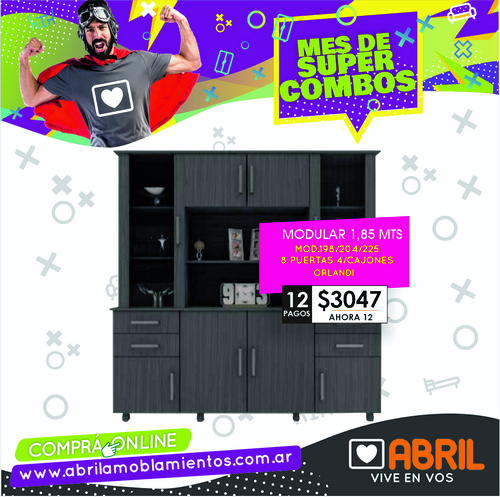 MES DE
SUPER
COMBOS
MODULAR 1,85 MTS
MOD.198/204/225
8 PUERTAS 4/CAJONES
ORLANDI
12
PAGOS
$3047
AHORA 12
COMPRÁ ONLINE
www.abrilamoblamientos.com.ar
ABRIL
VIVE EN VOS